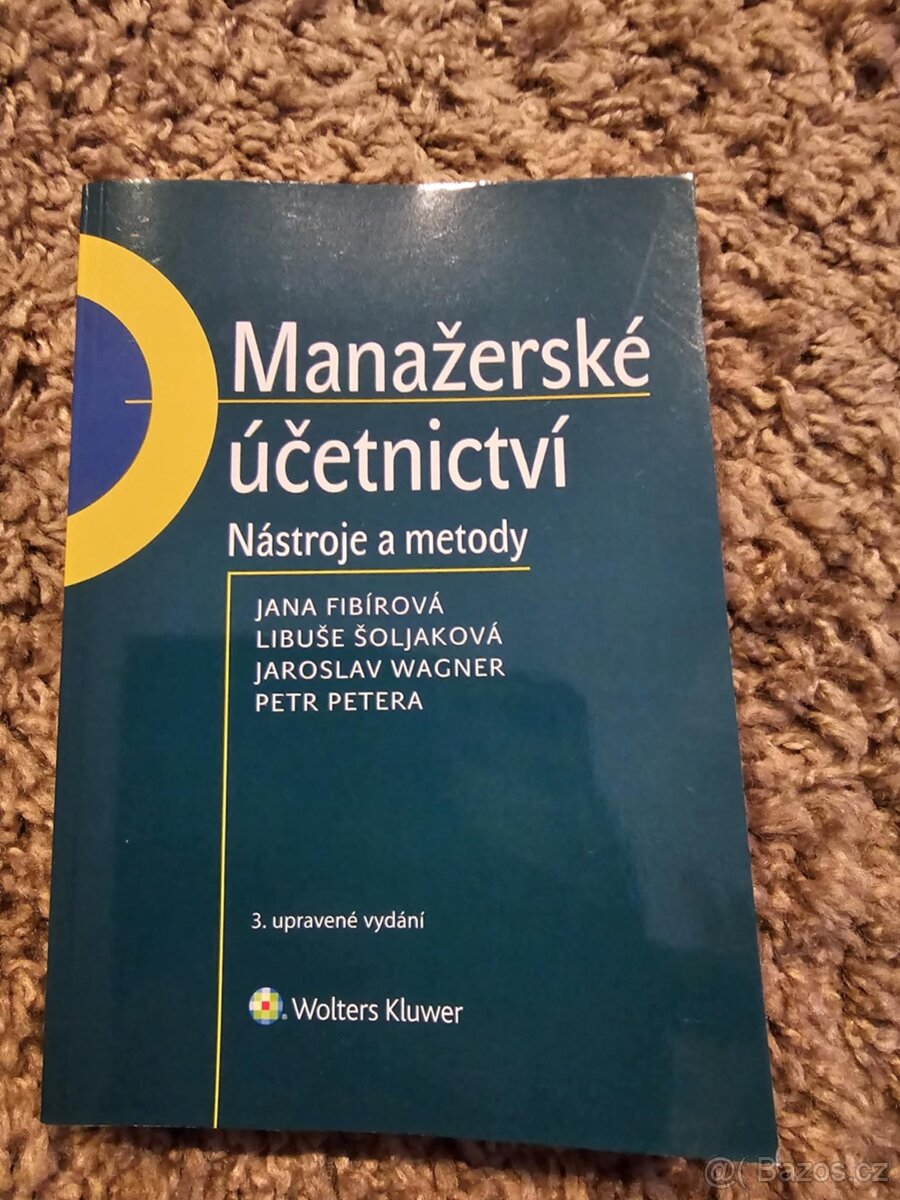 Manažerské
účetnictví
Nástroje a metody
JANA FIBÍROVÁ
LIBUŠE ŠOLJAKOVÁ
JAROSLAV WAGNER
PETR PETERA
3. upravené vydání
Wolters Kluwer
@( Bazos.cz